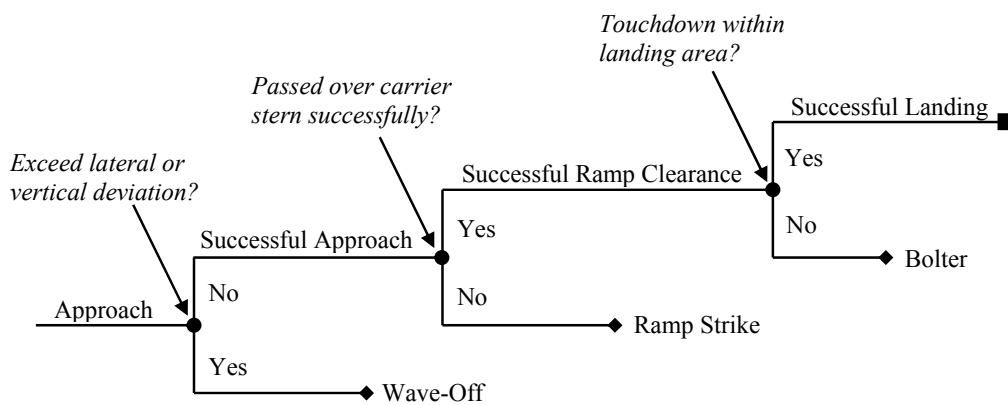 Touchdown within
landing area?
Passed over carrier
stern successfully?
Successful Landing
Exceed lateral or
vertical deviation?
Yes
Successful Ramp Clearance
No
Yes
Successful Approach
Bolter
No
No
Approach
Ramp Strike
Yes
Wave-Off